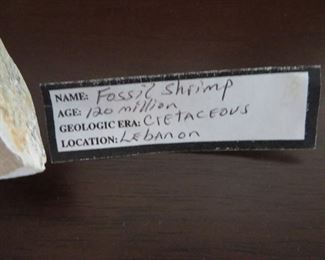 NAME: Fossil Shrimp
AGE: 120 million
GEOLOGIC ERA: CrETACEOUS
LOCATION: LEbanon